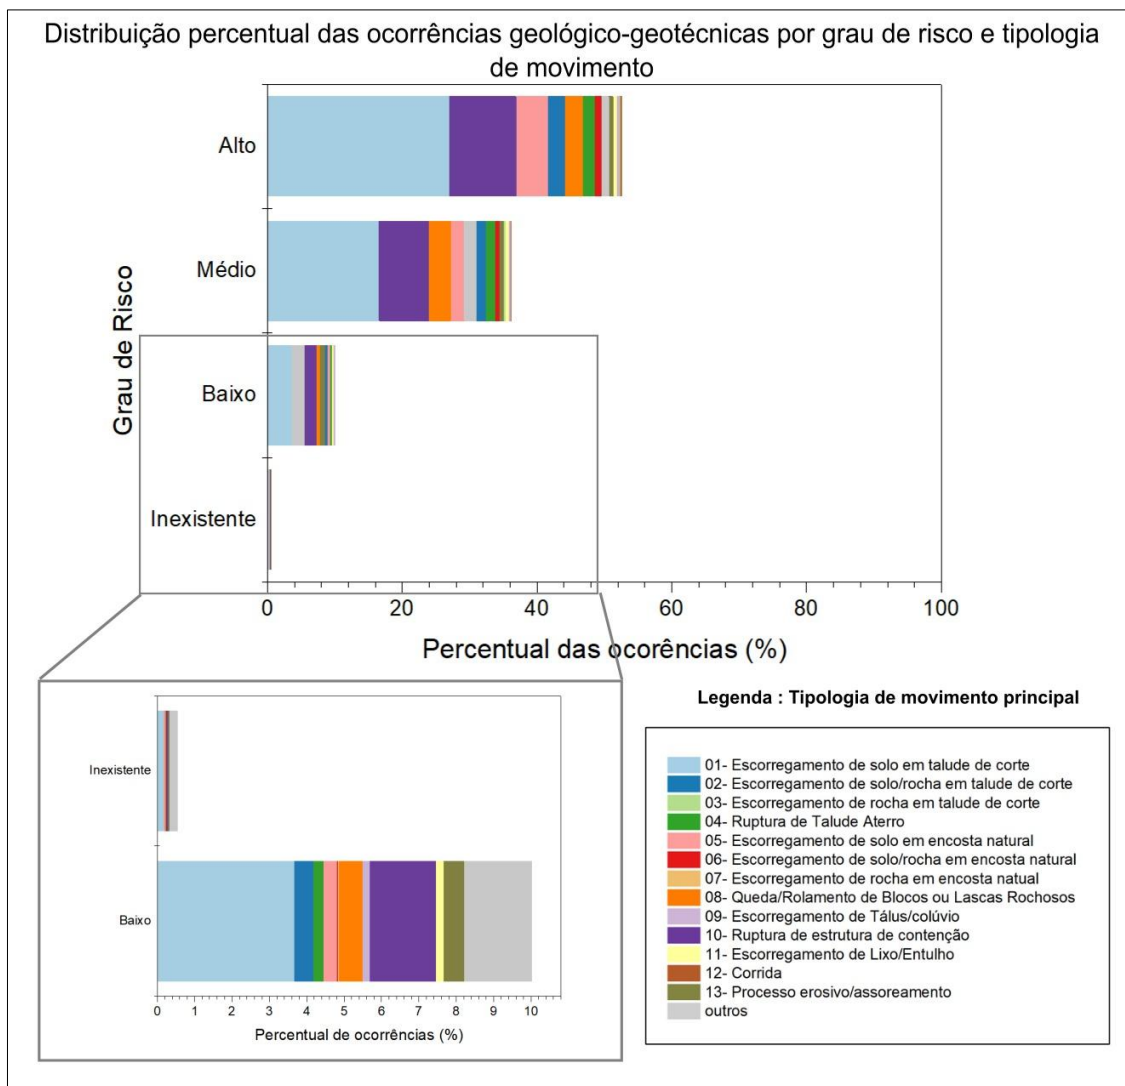 Distribuição percentual das ocorrências geológico-geotécnicas por grau de risco e tipologia
de movimento
Grau de Risco
Alto
Médio
Baixo
Inexistente
0 20 40 60 80 100
Percentual das ocorências (%)
Inexistente
Baixo
0 1 2 3 4 5 6 7 8 9 10
Percentual de ocorrências (%)
Legenda : Tipologia de movimento principal
01- Escorregamento de solo em talude de corte
02- Escorregamento de solo/rocha em talude de corte
03- Escorregamento de rocha em talude de corte
04- Ruptura de Talude Aterro
05- Escorregamento de solo em encosta natural
06- Escorregamento de solo/rocha em encosta natural
07- Escorregamento de rocha em encosta natual
08- Queda/Rolamento de Blocos ou Lascas Rochosos
09- Escorregamento de Tálus/colúvio
10- Ruptura de estrutura de contenção
11- Escorregamento de Lixo/Entulho
12- Corrida
13- Processo erosivo/assoreamento
outros